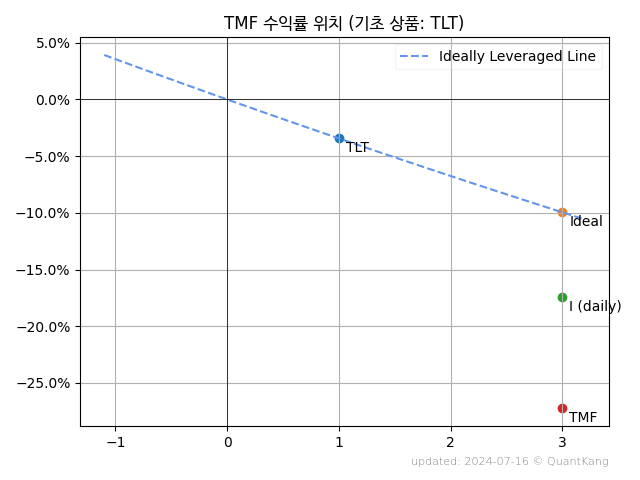 TMF 수익률 위치 (기초 상품: TLT)
5.0%
Ideally Leveraged Line
0.0%
TLT
−5.0%
−10.0%
Ideal
−15.0%
I (daily)
−20.0%
−25.0%
TMF
−1 0 1 2 3
updated: 2024-07-16 © QuantKang